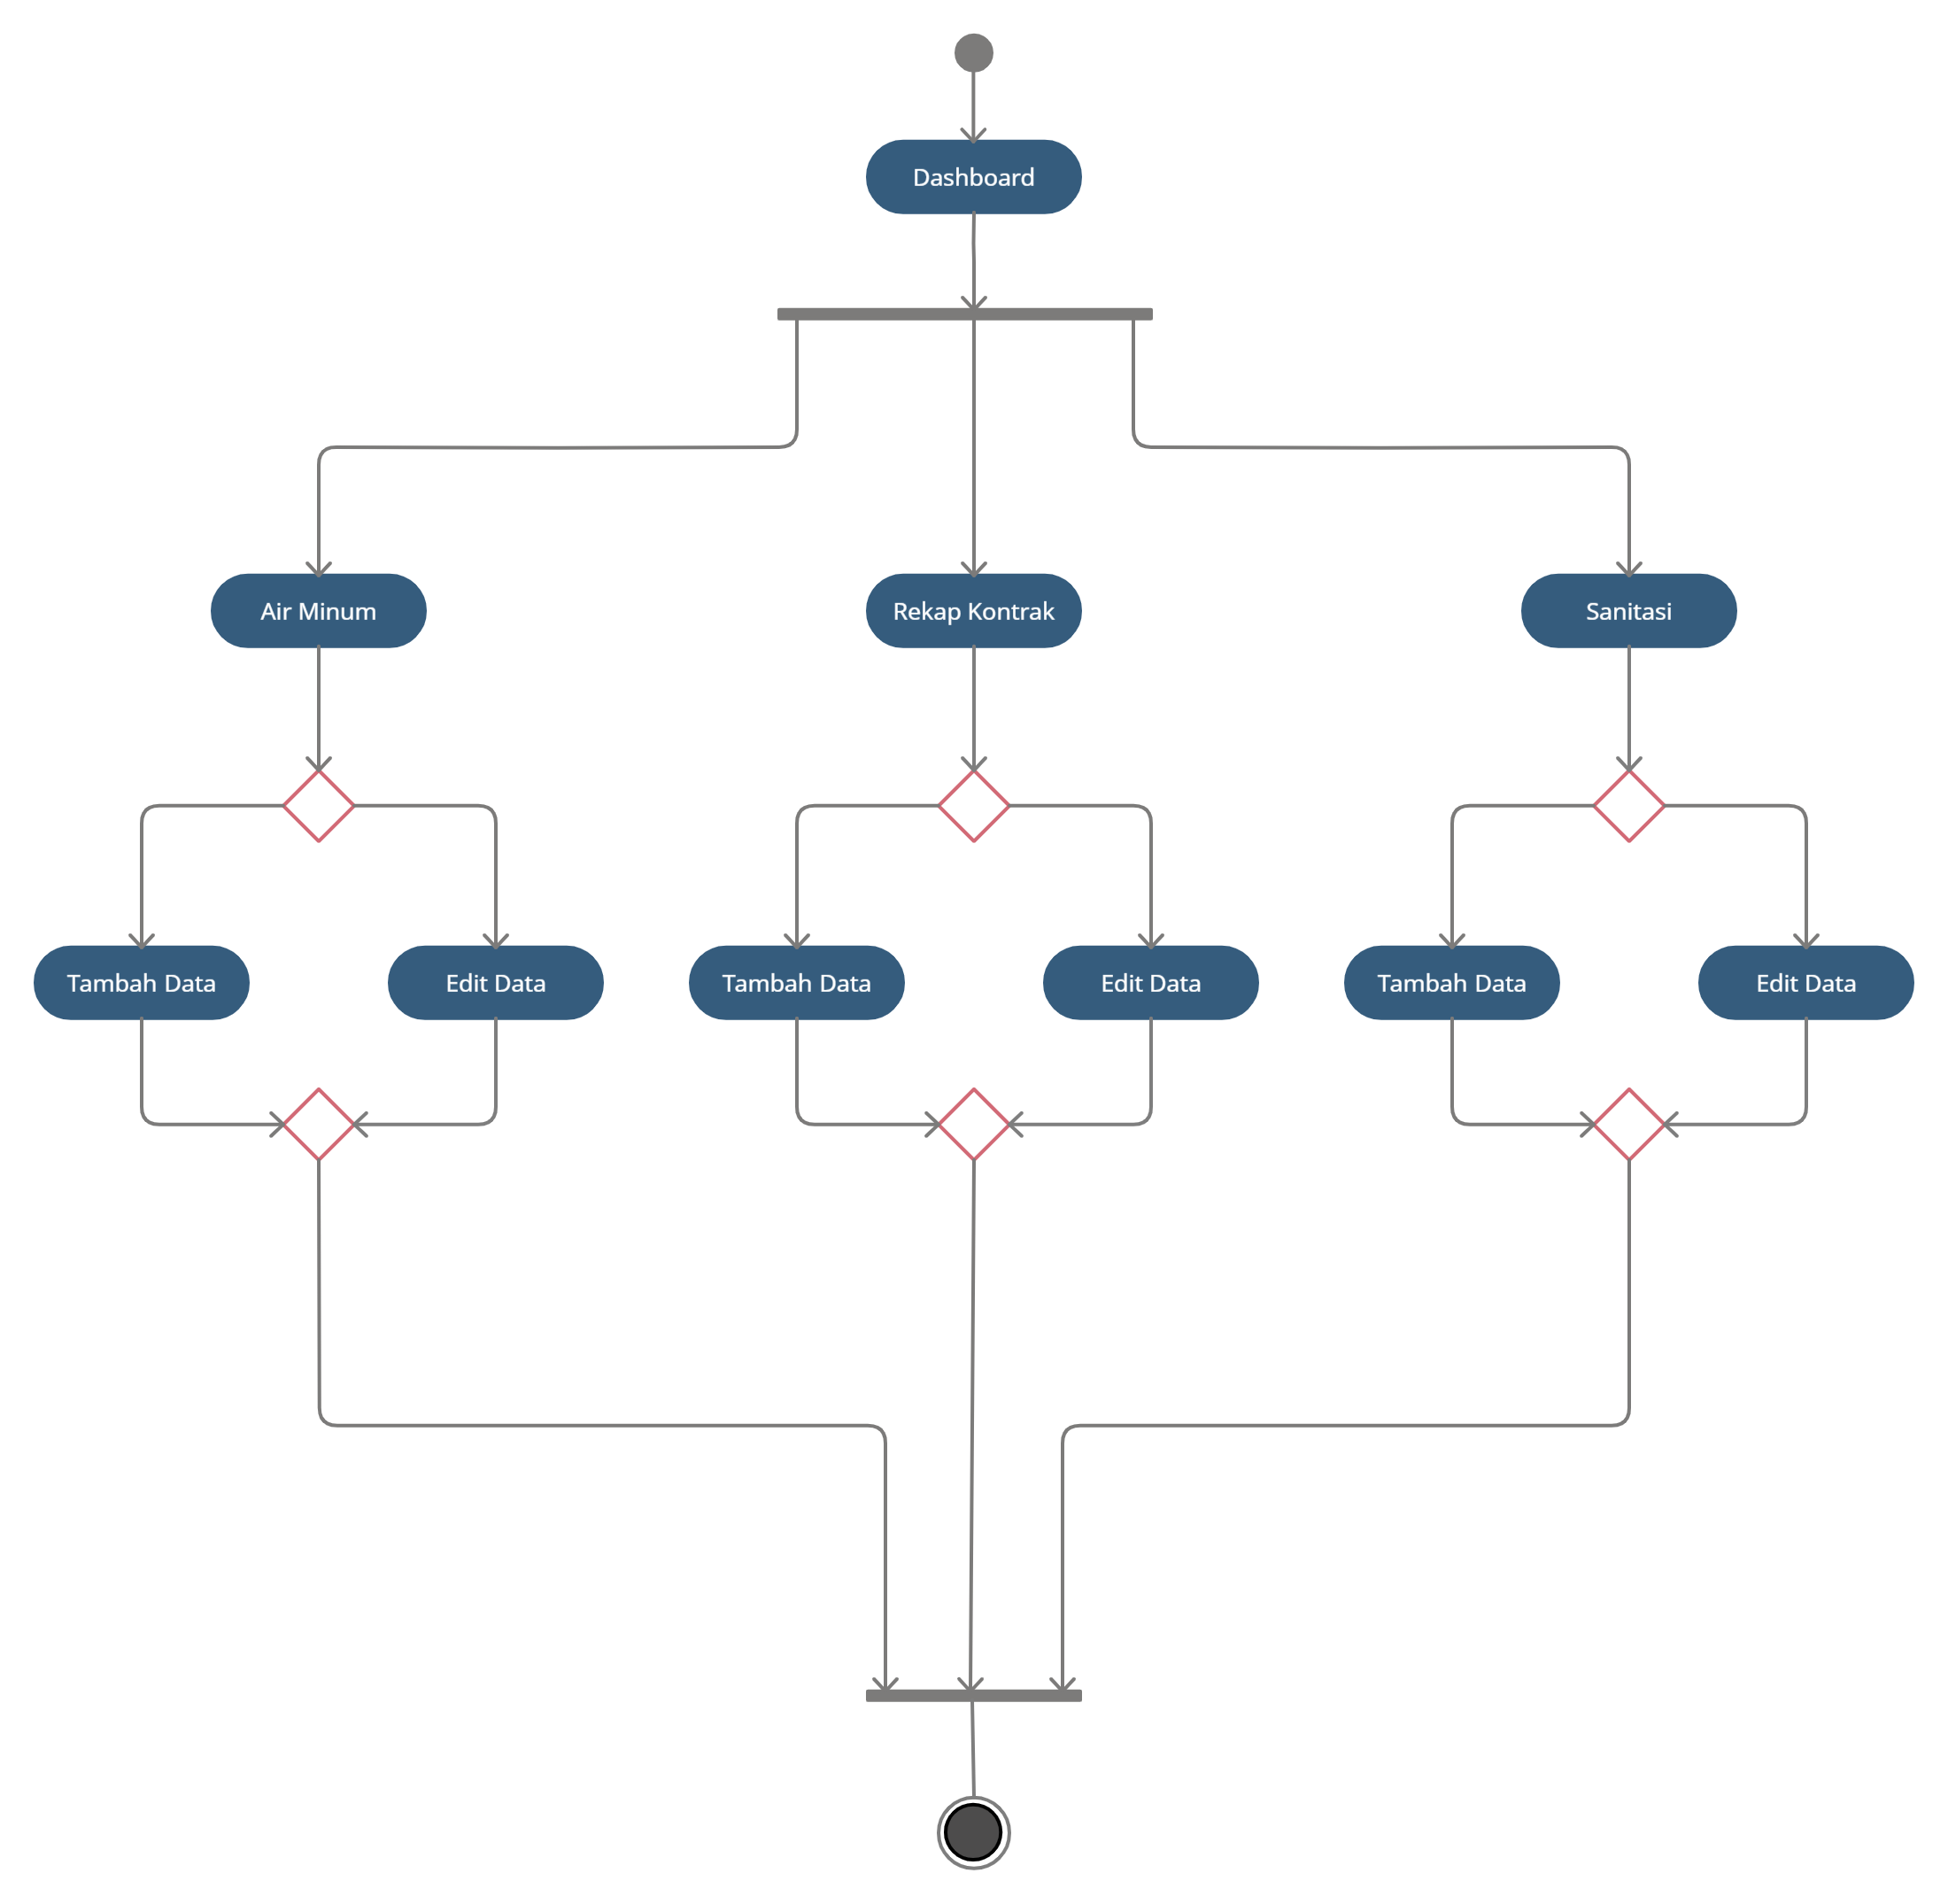 Dashboard
Air Minum
Rekap Kontrak
Sanitasi
Tambah Data
Edit Data
Tambah Data
Edit Data
Tambah Data
Edit Data